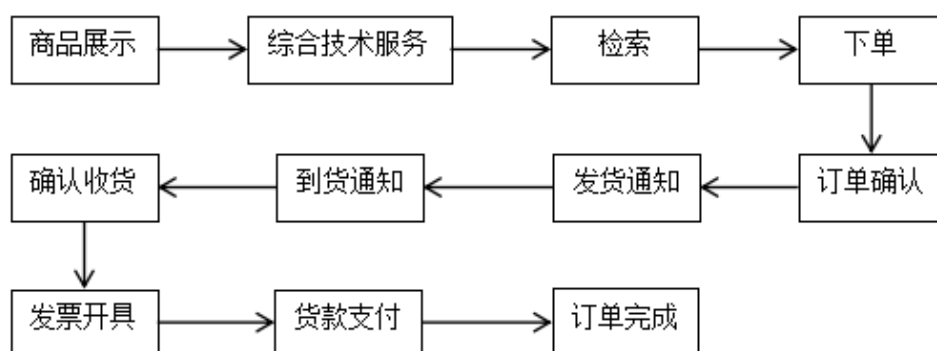 商品展示
综合技术服务
检索
下单
订单确认
发货通知
到货通知
确认收货
发票开具
货款支付
订单完成